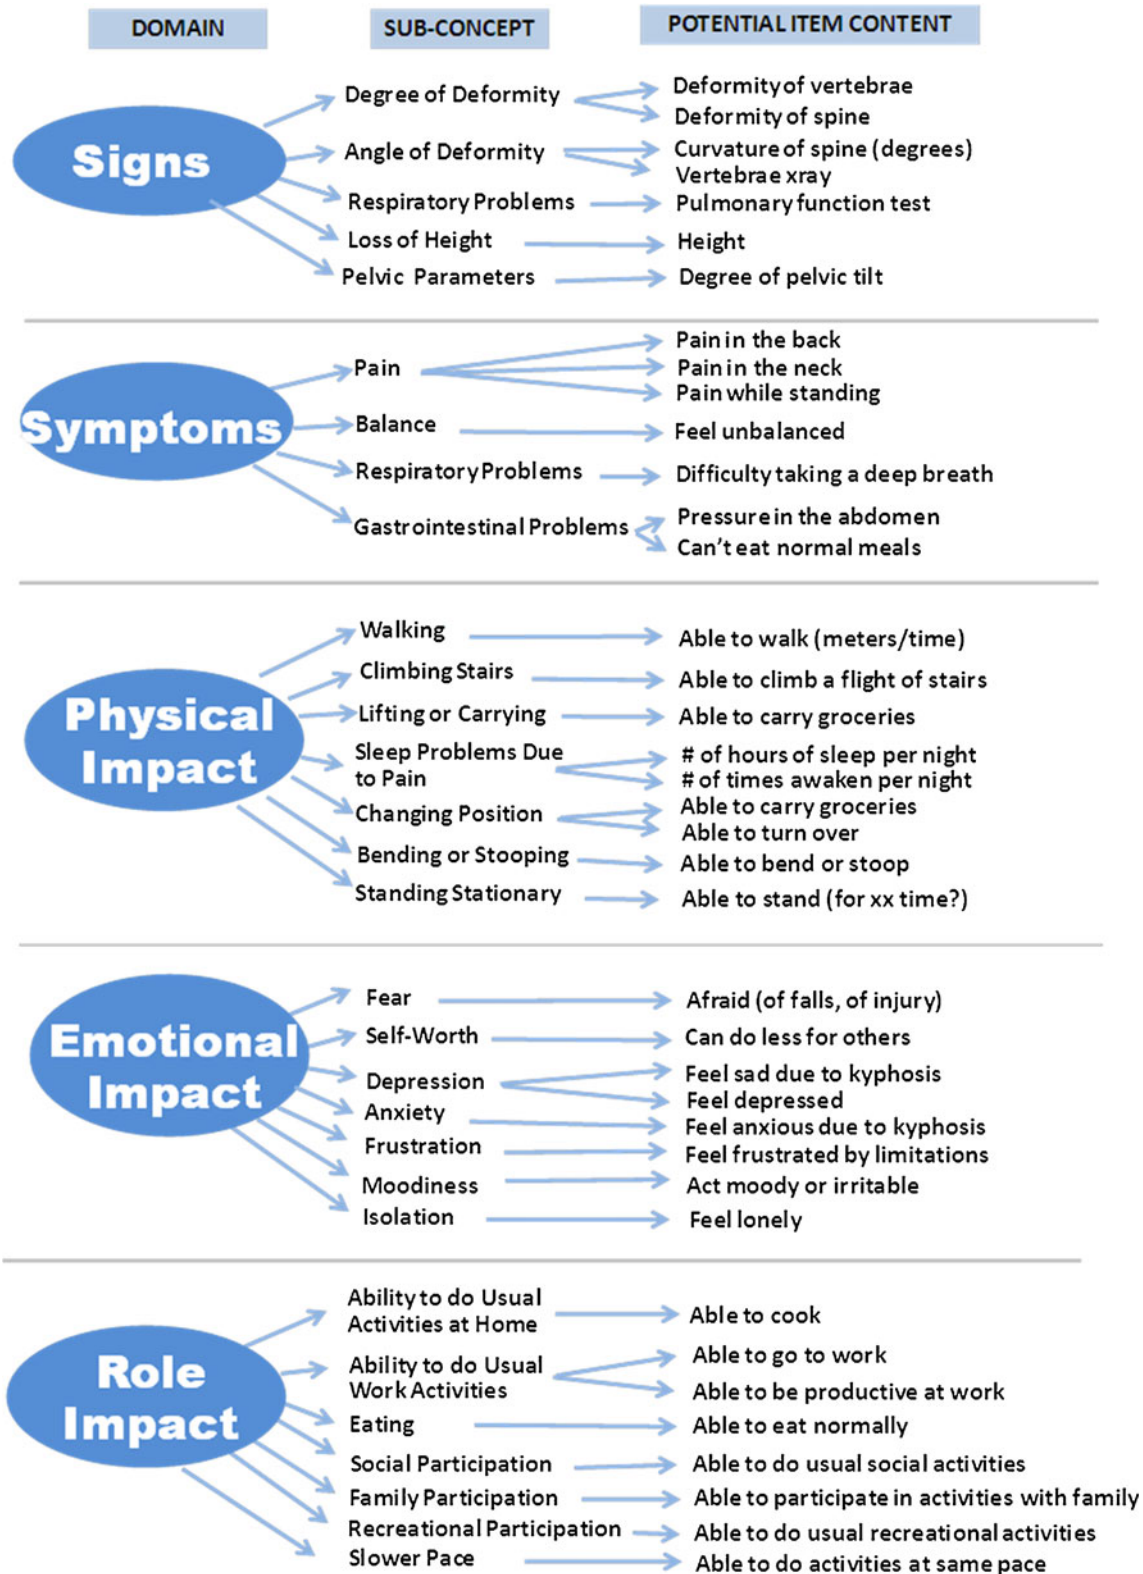 DOMAIN SUB-CONCEPT POTENTIAL ITEM CONTENT
Signs
Degree of Deformity
Deformity of vertebrae
Deformity of spine
Angle of Deformity
Curvature of spine (degrees)
Vertebrae xray
Respiratory Problems
Pulmonary function test
Loss of Height
Height
Pelvic Parameters
Degree of pelvic tilt
Symptoms
Pain
Pain in the back
Pain in the neck
Pain while standing
Balance
Feel unbalanced
Respiratory Problems
Difficulty taking a deep breath
Gastrointestinal Problems
Pressure in the abdomen
Can't eat normal meals
Physical
Impact
Walking
Able to walk (meters/time)
Climbing Stairs
Able to climb a flight of stairs
Lifting or Carrying
Able to carry groceries
Sleep Problems Due
to Pain
# of hours of sleep per night
# of times awaken per night
Changing Position
Able to carry groceries
Able to turn over
Bending or Stooping
Able to bend or stoop
Standing Stationary
Able to stand (for xx time?)
Emotional
Impact
Fear
Afraid (of falls, of injury)
Self-Worth
Can do less for others
Depression
Feel sad due to kyphosis
Feel depressed
Anxiety
Feel anxious due to kyphosis
Frustration
Feel frustrated by limitations
Moodiness
Act moody or irritable
Isolation
Feel lonely
Role
Impact
Ability to do Usual
Activities at Home
Able to cook
Ability to do Usual
Work Activities
Able to go to work
Able to be productive at work
Eating
Able to eat normally
Social Participation
Able to do usual social activities
Family Participation
Able to participate in activities with family
Recreational Participation
Able to do usual recreational activities
Slower Pace
Able to do activities at same pace